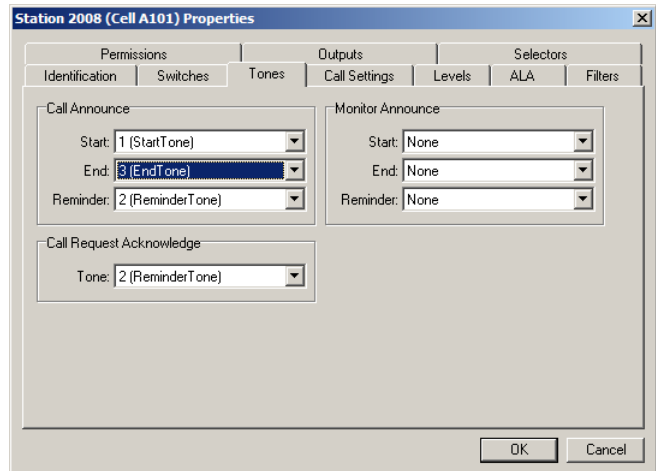 Station 2008 (Cell A101) Properties
Permissions Outputs Selectors
Identification Switches Tones Call Settings Levels ALA Filters
Call Announce
Start: 1 (StartTone)
End: 3 (EndTone)
Reminder: 2 (ReminderTone)
Monitor Announce
Start: None
End: None
Reminder: None
Call Request Acknowledge
Tone: 2 (ReminderTone)
OK Cancel